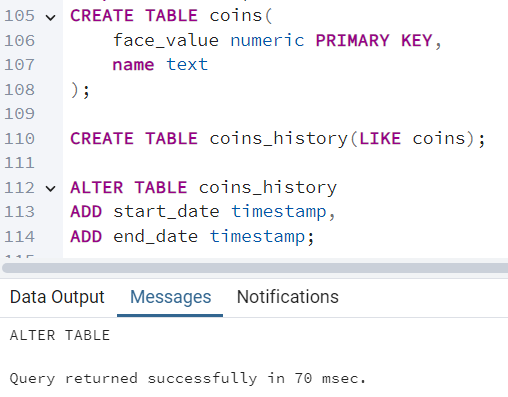 105 CREATE TABLE coins(
106 face_value numeric PRIMARY KEY,
107 name text
108 );
109
110 CREATE TABLE coins_history(LIKE coins);
111
112 ALTER TABLE coins_history
113 ADD start_date timestamp,
114 ADD end_date timestamp;
Data Output Messages Notifications
ALTER TABLE
Query returned successfully in 70 msec.